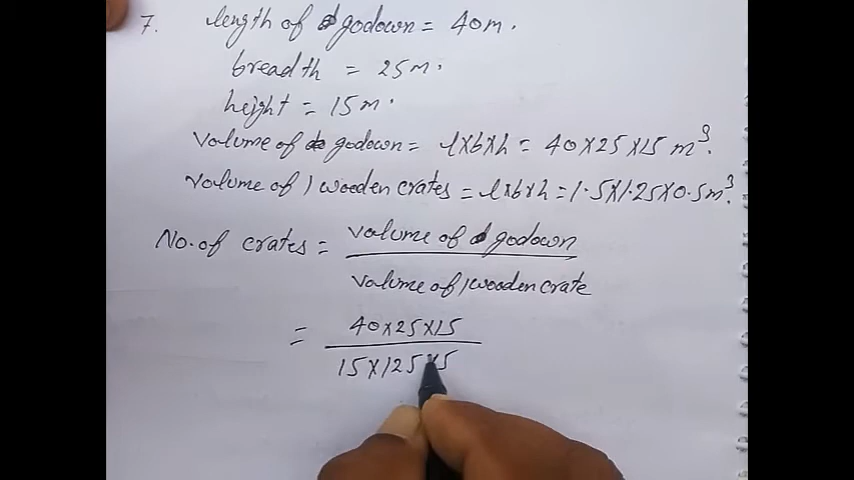 7. length of godown = 40m.
breadth = 25m.
height = 15m.
volume of godown = l×b×h = 40×25×15 m³.
volume of 1 wooden crates = l×b×h = 1.5×1.25×0.5m³.
No. of crates = volume of godown
volume of 1 wooden crate
= 40×25×15
15×125×5